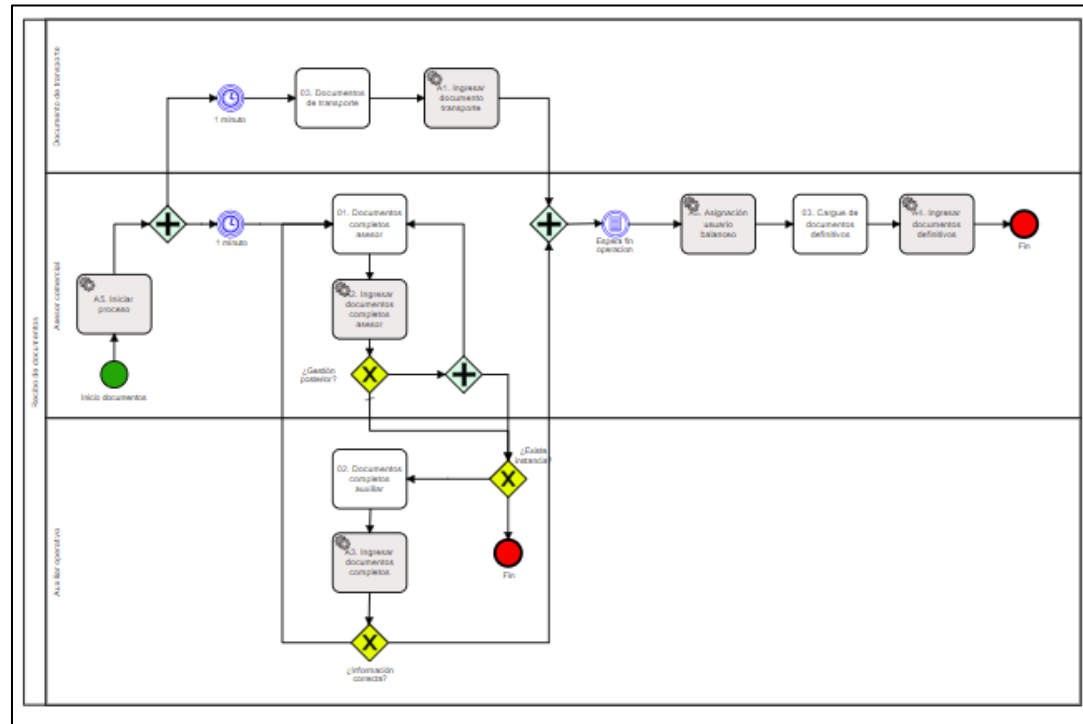 Documento de transporte
1 minuto
03. Documentos
de transporte
A1. Ingresar
documento
transporte
Recibo de documentos
Asesor comercial
A5. Iniciar
proceso
Inicio documentos
1 minuto
01. Documentos
completos
asesor
A2. Ingresar
documentos
completos
asesor
¿Gestión
posterior?
Espera fin
operacion
Asignación
usuario
balanceo
03. Cargue de
documentos
definitivos
A4. Ingresar
documentos
definitivos
Fin
Auxiliar operativo
¿Existe
instancia?
02. Documentos
completos
auxiliar
A3. Ingresar
documentos
completos
Fin
¿Información
correcta?